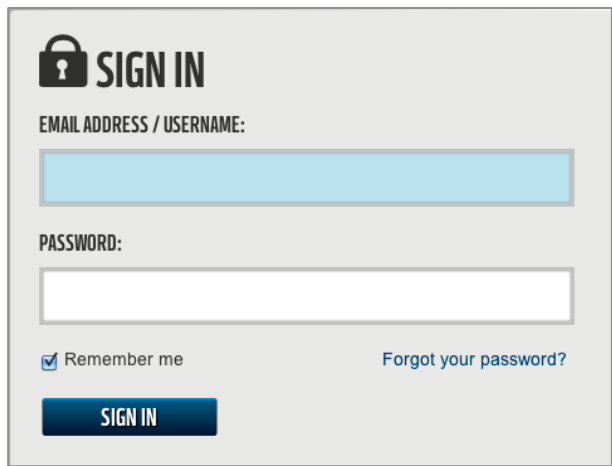 SIGN IN
EMAIL ADDRESS / USERNAME:
PASSWORD:
Remember me Forgot your password?
SIGN IN